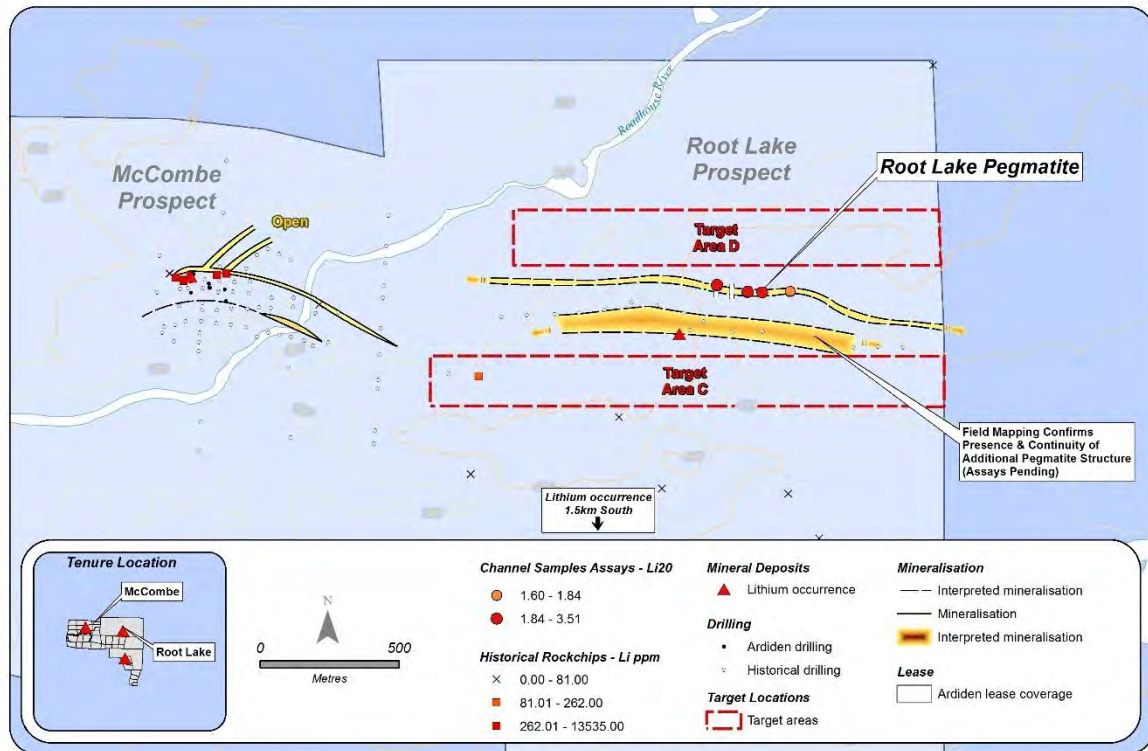 Roadhouse River
McCombe
Prospect
Root Lake
Prospect
Root Lake Pegmatite
Open
Target
Area D
Target
Area C
Field Mapping Confirms
Presence & Continuity of
Additional Pegmatite Structure
(Assays Pending)
Lithium occurrence
1.5km South
Tenure Location
McCombe
Root Lake
N
0
500
Metres
Channel Samples Assays - Li20
1.60 - 1.84
1.84 - 3.51
Historical Rockchips - Li ppm
0.00 - 81.00
81.01 - 262.00
262.01 - 13535.00
Mineral Deposits
Lithium occurrence
Drilling
Ardiden drilling
Historical drilling
Target Locations
Target areas
Mineralisation
Interpreted mineralisation
Mineralisation
Interpreted mineralisation
Lease
Ardiden lease coverage